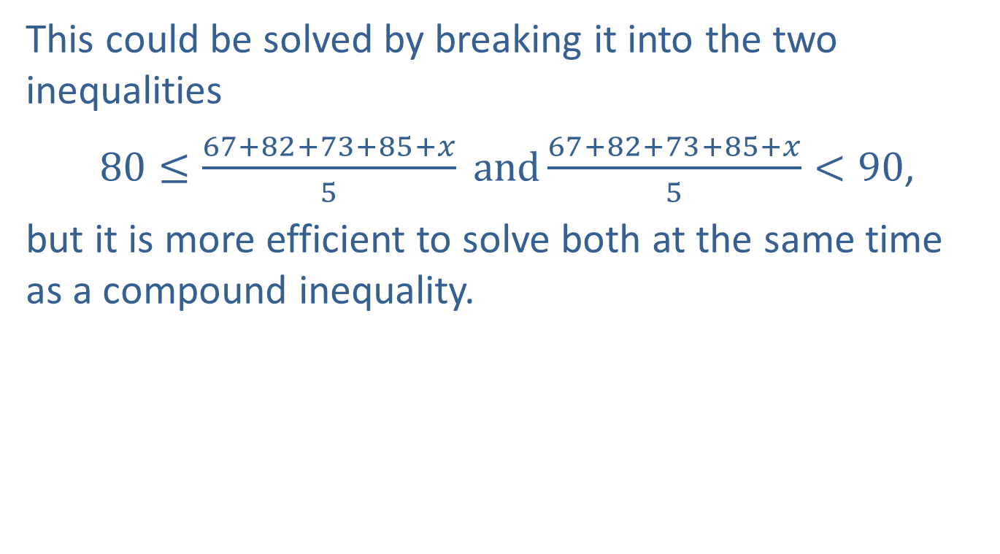 This could be solved by breaking it into the two
inequalities
80 ≤ \frac{67+82+73+85+x}{5} and \frac{67+82+73+85+x}{5} < 90,
but it is more efficient to solve both at the same time
as a compound inequality.